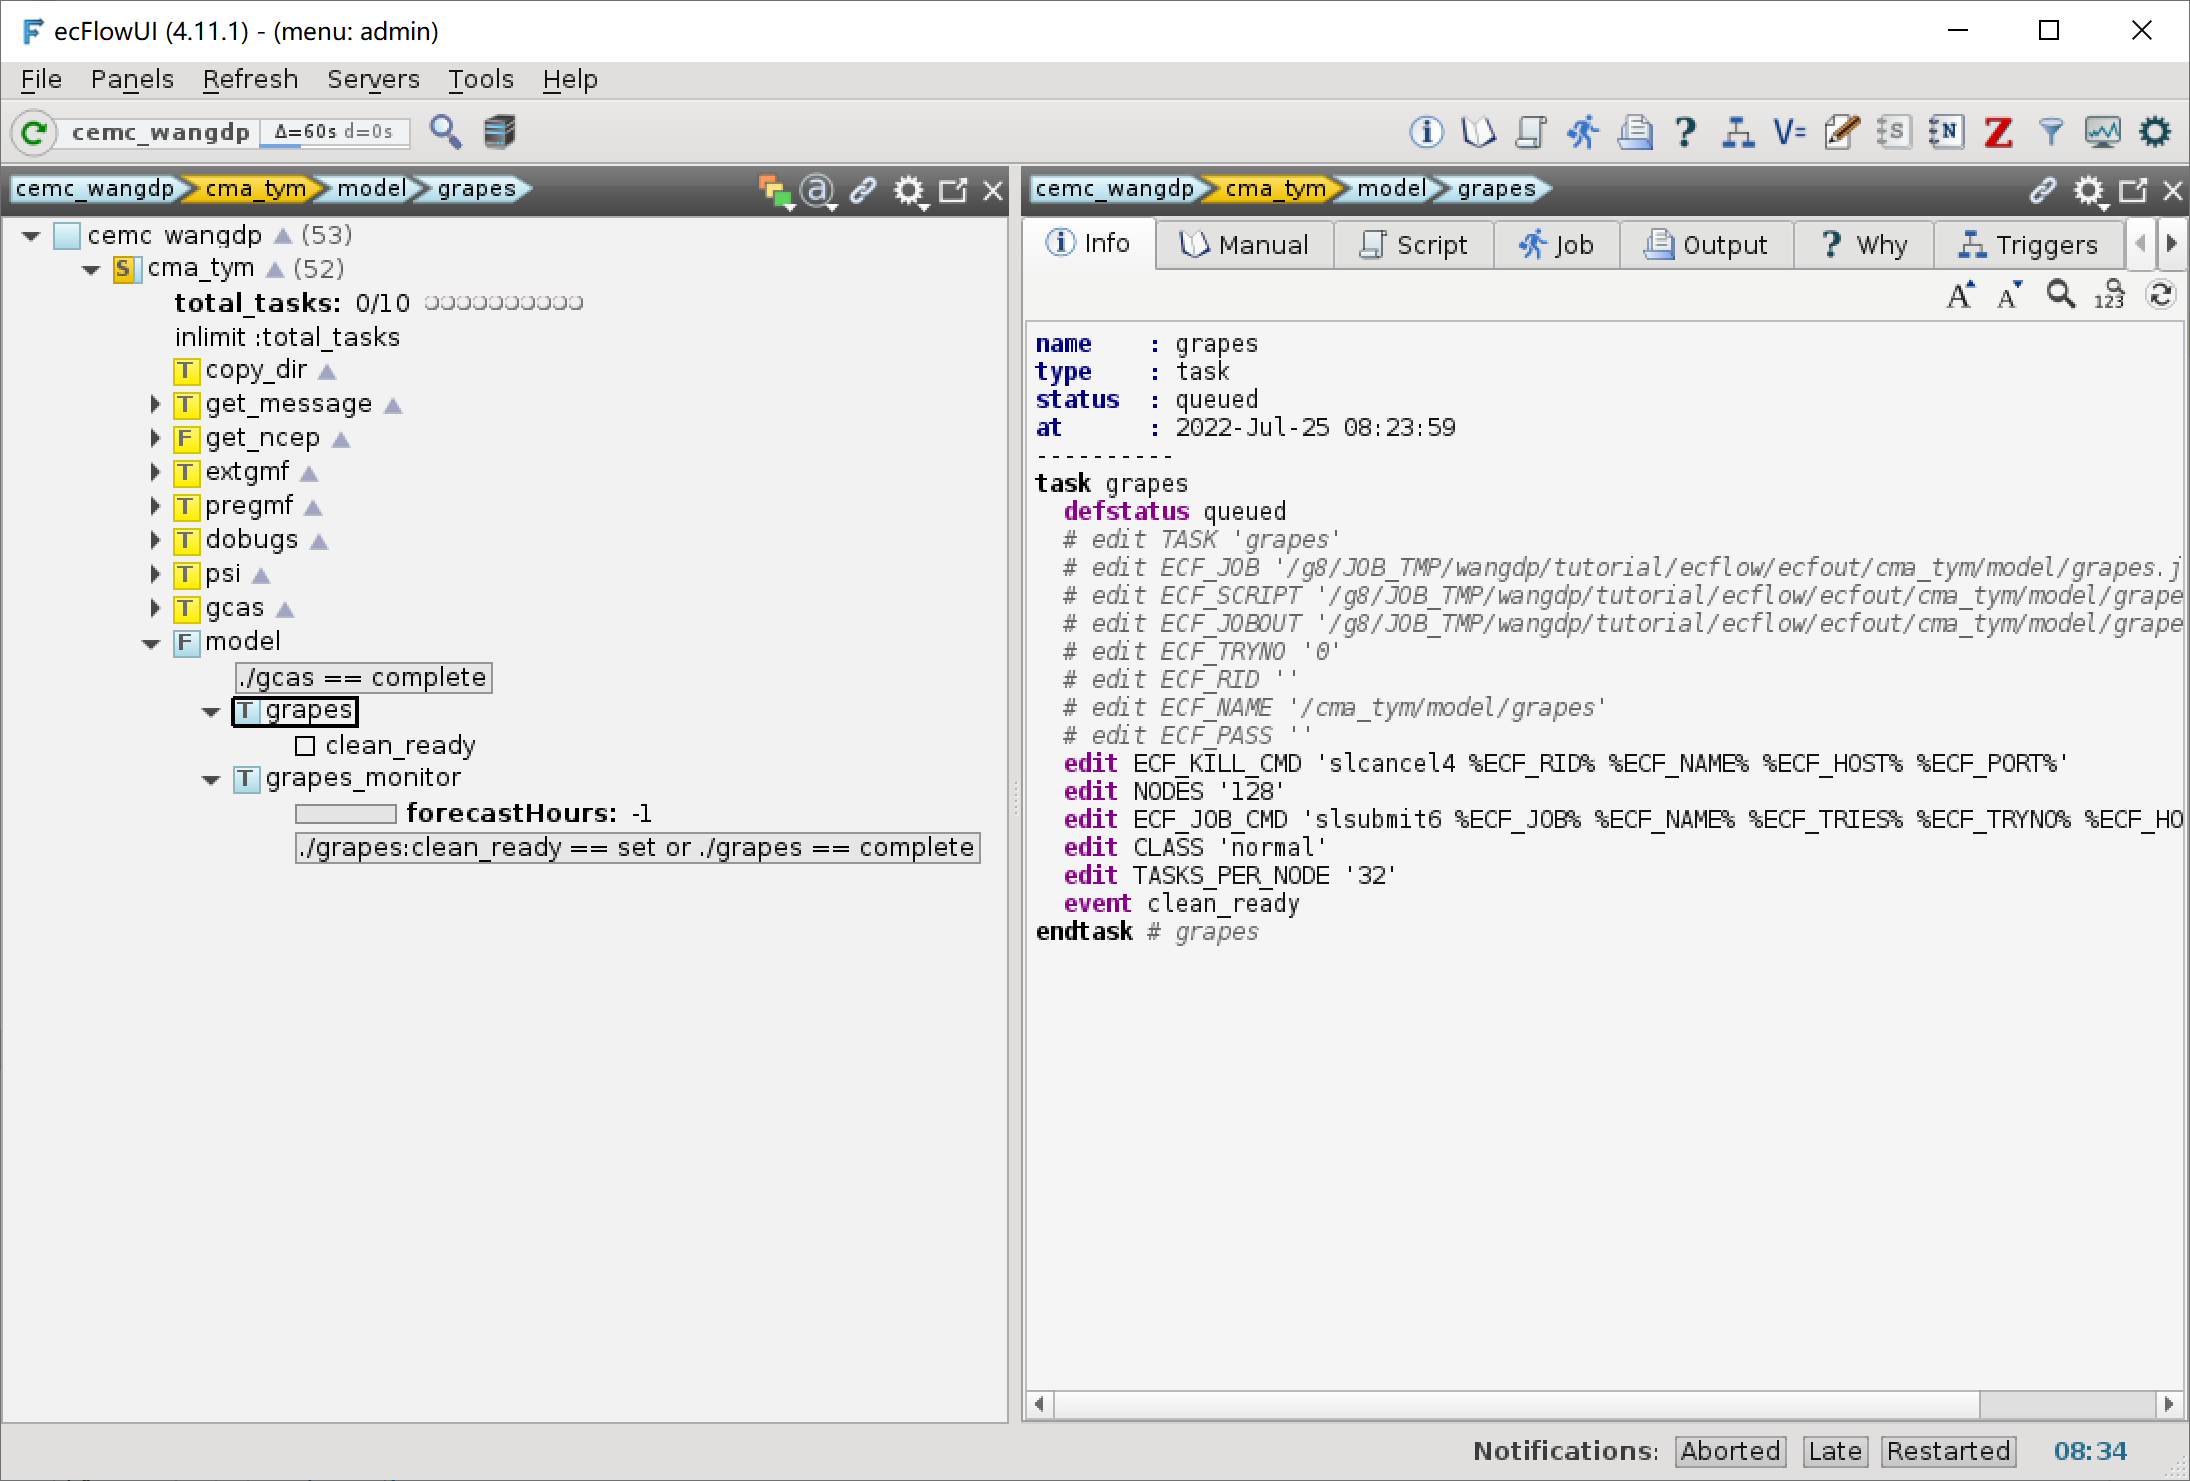 ecFlowUI (4.11.1) - (menu: admin)
File Panels Refresh Servers Tools Help
cemc_wangdp Δ=60s d=0s
cemc_wangdp cma_tym model grapes
cemc_wangdp (53)
S cma_tym (52)
total_tasks: 0/10
inlimit :total_tasks
T copy_dir
T get_message
F get_ncep
T extgmf
T pregmf
T dobugs
T psi
T gcas
F model
./gcas == complete
T grapes
clean_ready
T grapes_monitor
forecastHours: -1
./grapes:clean_ready == set or ./grapes == complete
cemc_wangdp cma_tym model grapes
Info Manual Script Job Output Why Triggers
name : grapes
type : task
status : queued
at : 2022-Jul-25 08:23:59
----------
task grapes
defstatus queued
# edit TASK 'grapes'
# edit ECF_JOB '/g8/JOB_TMP/wangdp/tutorial/ecflow/ecfout/cma_tym/model/grapes.j
# edit ECF_SCRIPT '/g8/JOB_TMP/wangdp/tutorial/ecflow/ecfout/cma_tym/model/grape
# edit ECF_JOBOUT '/g8/JOB_TMP/wangdp/tutorial/ecflow/ecfout/cma_tym/model/grape
# edit ECF_TRYNO '0'
# edit ECF_RID ''
# edit ECF_NAME '/cma_tym/model/grapes'
# edit ECF_PASS ''
edit ECF_KILL_CMD 'slcancel4 %ECF_RID% %ECF_NAME% %ECF_HOST% %ECF_PORT%'
edit NODES '128'
edit ECF_JOB_CMD 'slsubmit6 %ECF_JOB% %ECF_NAME% %ECF_TRIES% %ECF_TRYNO% %ECF_HO
edit CLASS 'normal'
edit TASKS_PER_NODE '32'
event clean_ready
endtask # grapes
Notifications: Aborted Late Restarted 08:34